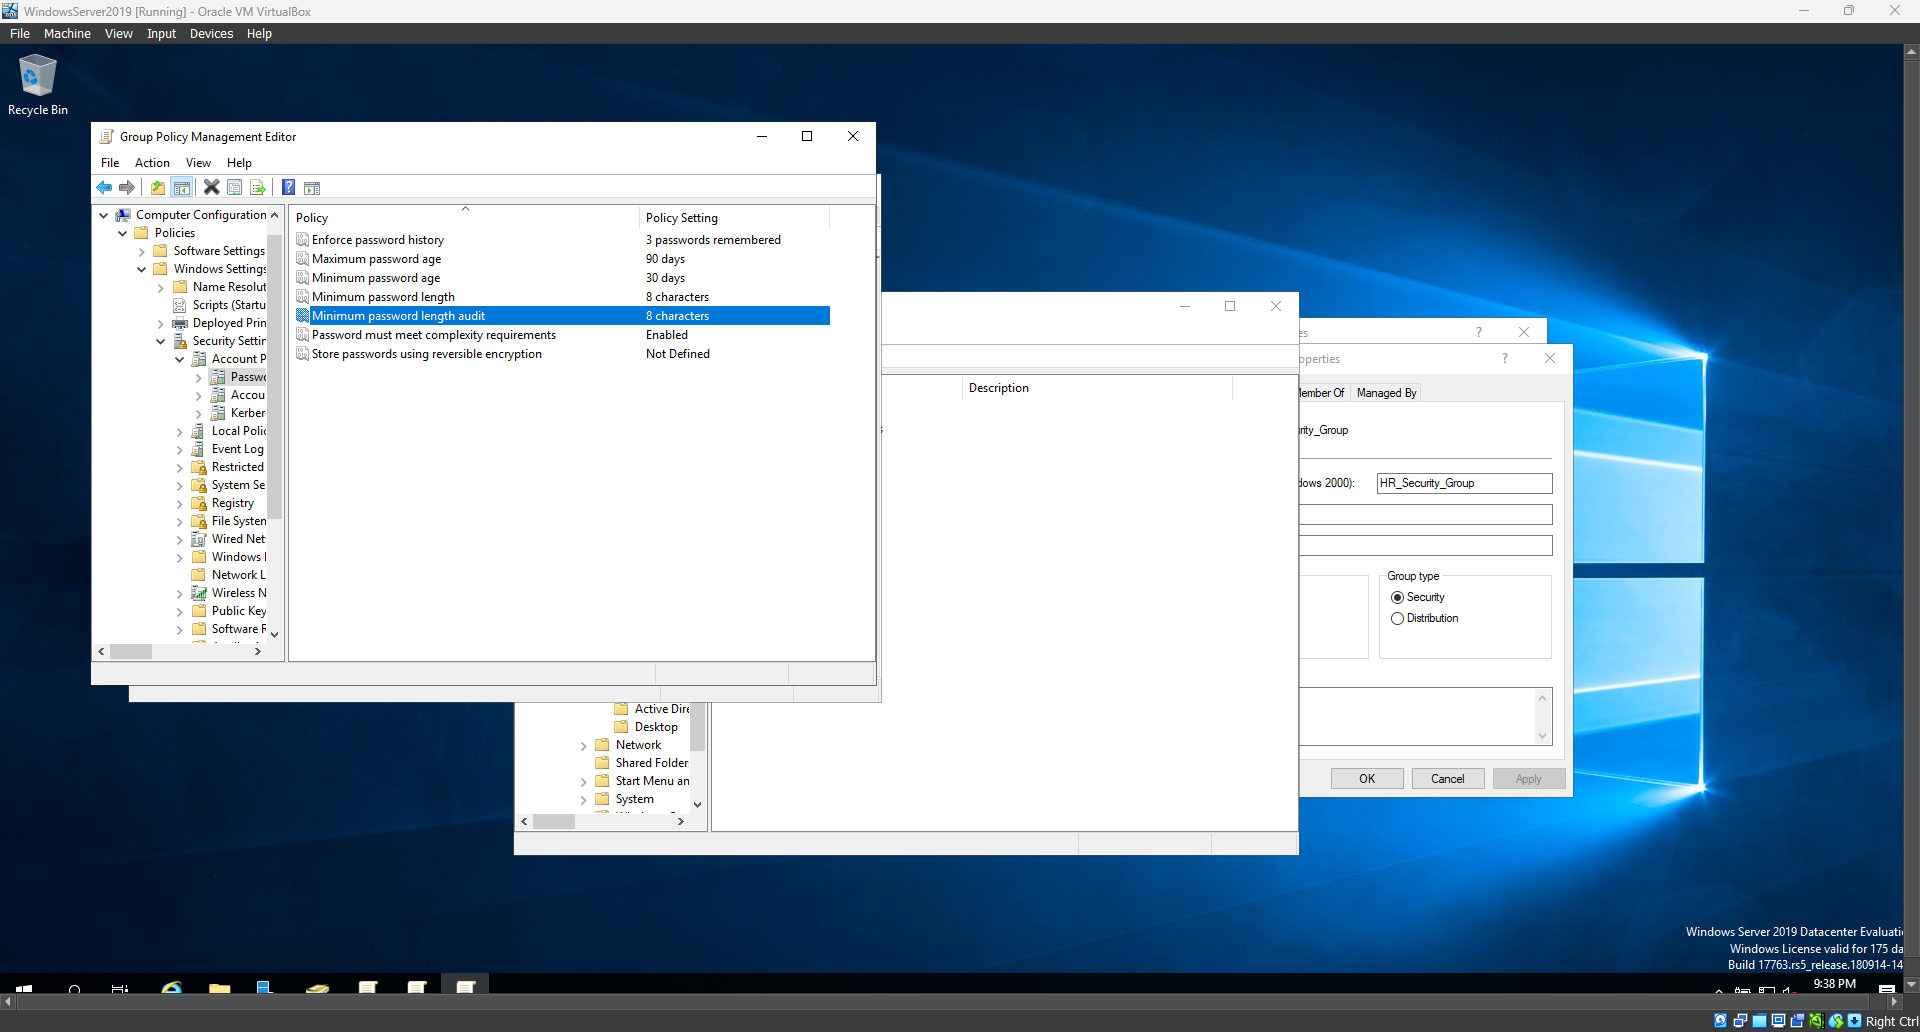 WindowsServer2019 [Running] - Oracle VM VirtualBox
File Machine View Input Devices Help
Recycle Bin
Group Policy Management Editor
File Action View Help
Computer Configuration
Policies
Software Settings
Windows Settings
Name Resolut
Scripts (Startu
Deployed Prin
Security Settin
Account P
Passwo
Accou
Kerber
Local Polic
Event Log
Restricted
System Se
Registry
File System
Wired Net
Windows
Network L
Wireless N
Public Key
Software R
Policy Policy Setting
Enforce password history 3 passwords remembered
Maximum password age 90 days
Minimum password age 30 days
Minimum password length 8 characters
Minimum password length audit 8 characters
Password must meet complexity requirements Enabled
Store passwords using reversible encryption Not Defined
Description
Active Dire
Desktop
Network
Shared Folder
Start Menu an
System
es
operties
ember Of Managed By
rity_Group
dows 2000): HR_Security_Group
Group type
Security
Distribution
OK Cancel Apply
Windows Server 2019 Datacenter Evaluatio
Windows License valid for 175 da
Build 17763.rs5_release.180914-14
9:38 PM
Right Ctrl